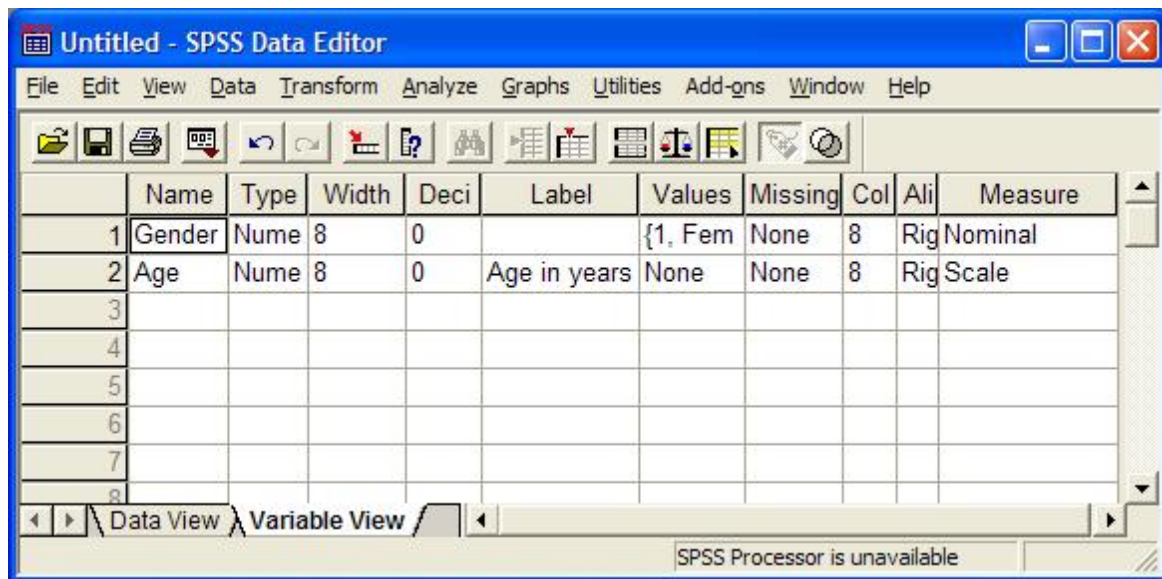 Untitled - SPSS Data Editor
File Edit View Data Transform Analyze Graphs Utilities Add-ons Window Help
Name Type Width Deci Label Values Missing Col Ali Measure
1 Gender Nume 8 0 {1, Fem None 8 Rig Nominal
2 Age Nume 8 0 Age in years None None 8 Rig Scale
3
4
5
6
7
8
Data View Variable View
SPSS Processor is unavailable